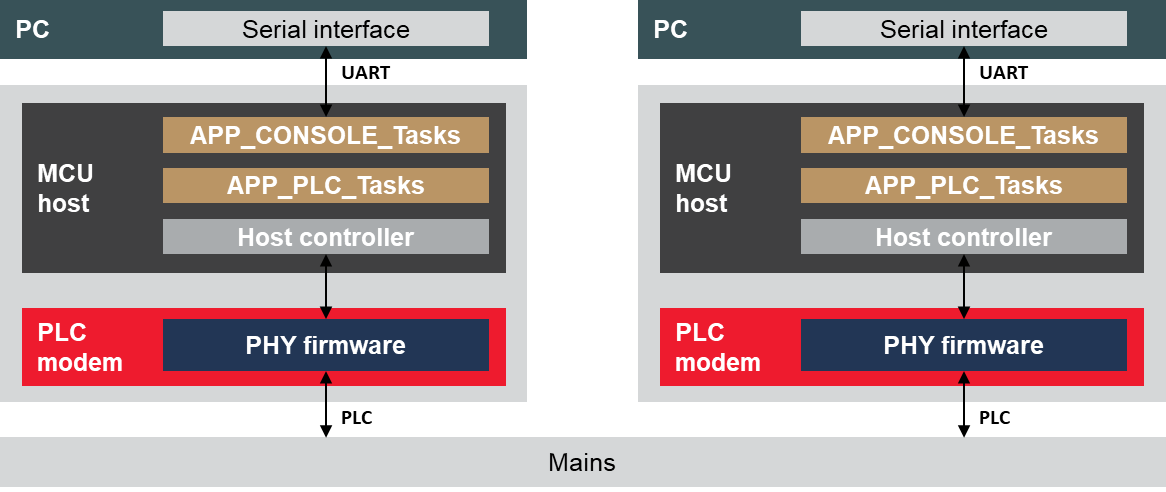 PC
Serial interface
UART
MCU
host
APP_CONSOLE_Tasks
APP_PLC_Tasks
Host controller
PLC
modem
PHY firmware
PLC
PC
Serial interface
UART
MCU
host
APP_CONSOLE_Tasks
APP_PLC_Tasks
Host controller
PLC
modem
PHY firmware
PLC
Mains